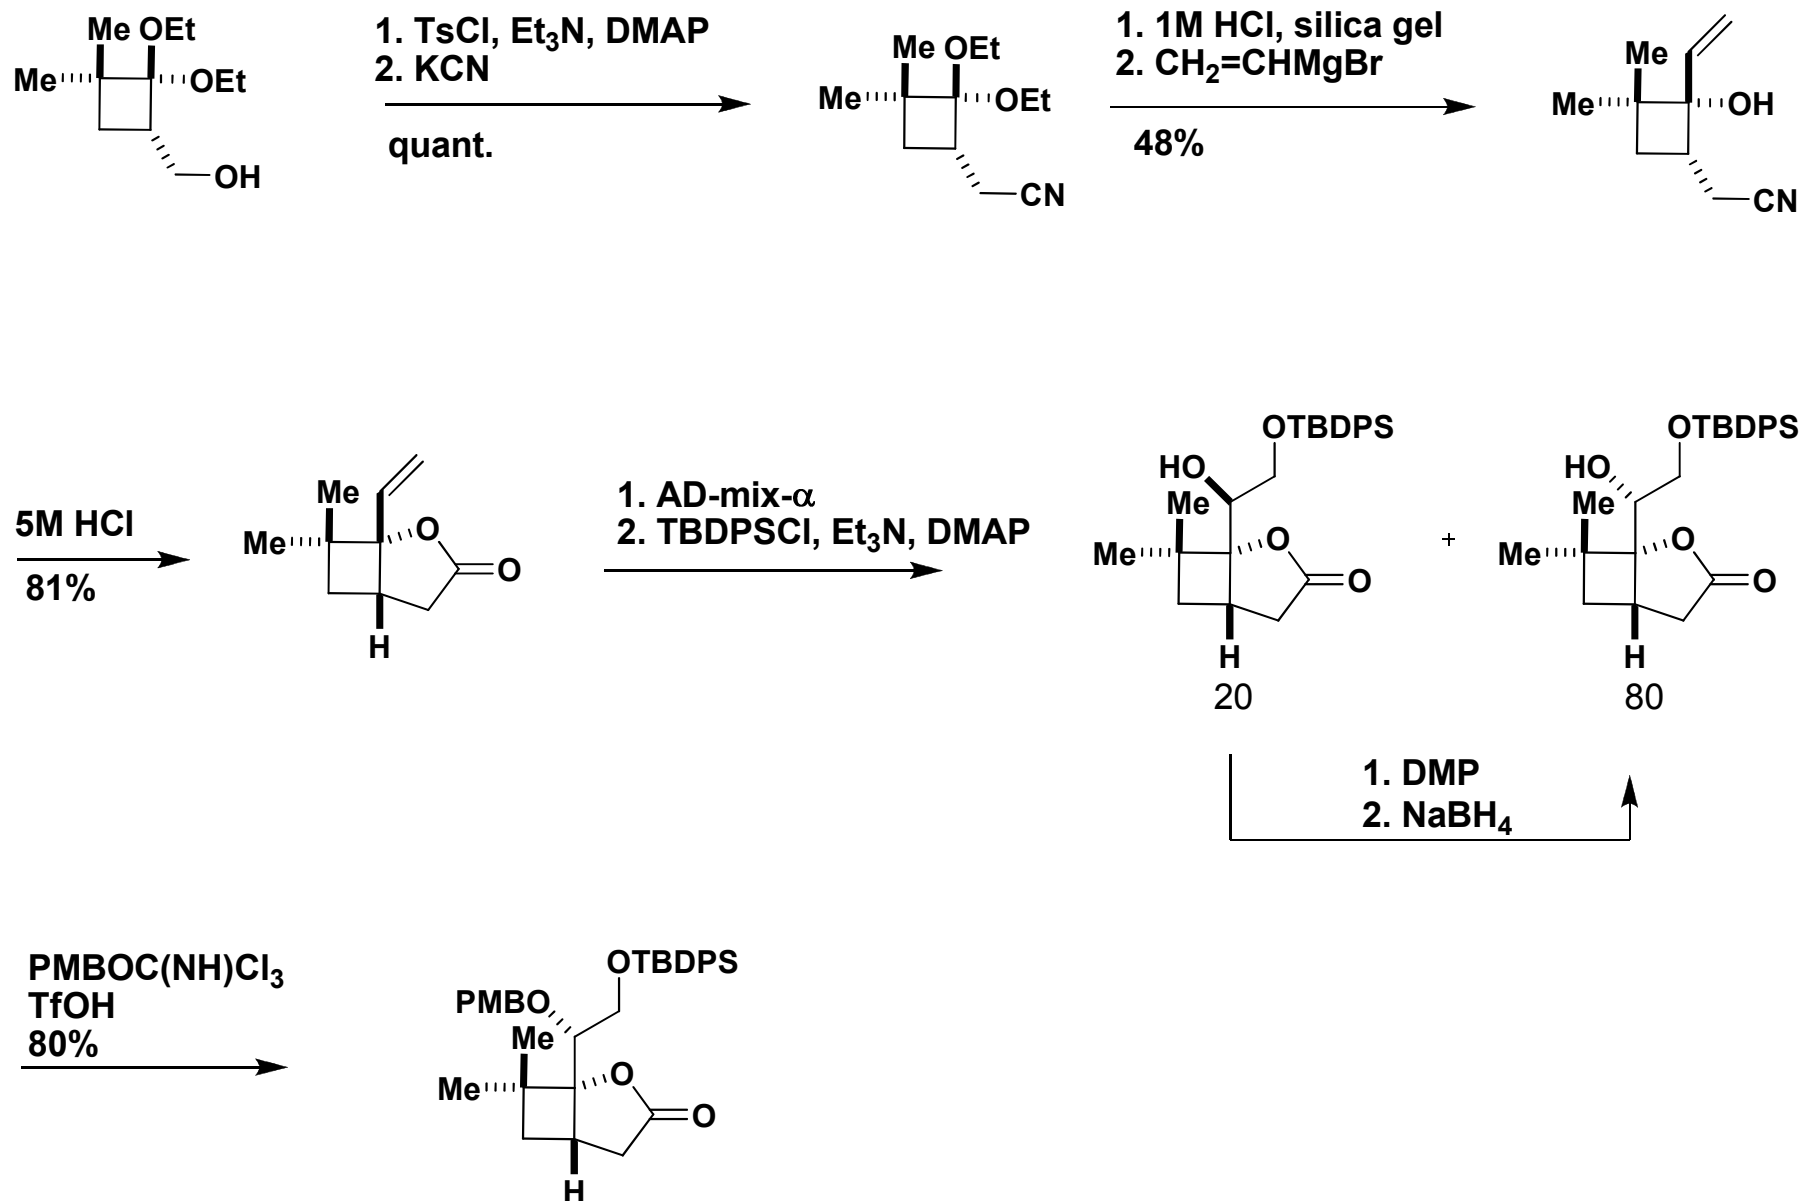 Me OEt
Me
OEt
OH
1. TsCl, Et3N, DMAP
2. KCN
quant.
Me OEt
Me
OEt
CN
1. 1M HCl, silica gel
2. CH2=CHMgBr
48%
Me
Me
OH
CN
5M HCl
81%
Me
Me
O
O
H
1. AD-mix-α
2. TBDPSCl, Et3N, DMAP
OTBDPS
HO
Me
Me
O
O
H
20
+
OTBDPS
HO
Me
Me
O
O
H
80
1. DMP
2. NaBH4
PMBOC(NH)Cl3
TfOH
80%
OTBDPS
PMBO
Me
Me
O
O
H